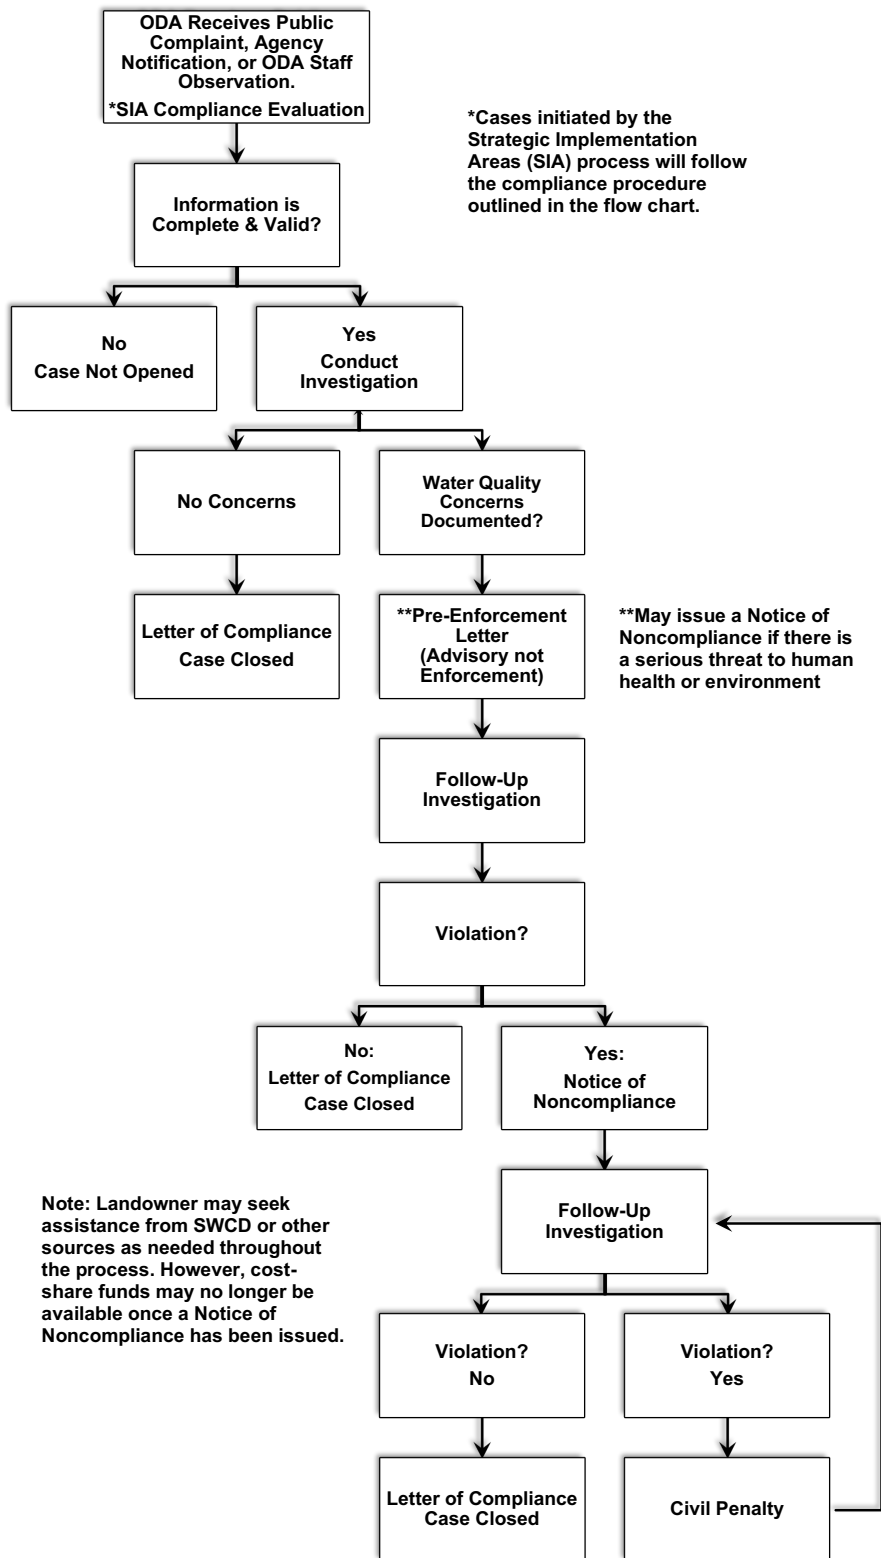 ODA Receives Public
Complaint, Agency
Notification, or ODA Staff
Observation.
*SIA Compliance Evaluation
*Cases initiated by the
Strategic Implementation
Areas (SIA) process will follow
the compliance procedure
outlined in the flow chart.
Information is
Complete & Valid?
No
Case Not Opened
Yes
Conduct
Investigation
No Concerns
Water Quality
Concerns
Documented?
Letter of Compliance
Case Closed
**Pre-Enforcement
Letter
(Advisory not
Enforcement)
**May issue a Notice of
Noncompliance if there is
a serious threat to human
health or environment
Follow-Up
Investigation
Violation?
No:
Letter of Compliance
Case Closed
Yes:
Notice of
Noncompliance
Note: Landowner may seek
assistance from SWCD or other
sources as needed throughout
the process. However, cost-
share funds may no longer be
available once a Notice of
Noncompliance has been issued.
Follow-Up
Investigation
Violation?
No
Violation?
Yes
Letter of Compliance
Case Closed
Civil Penalty